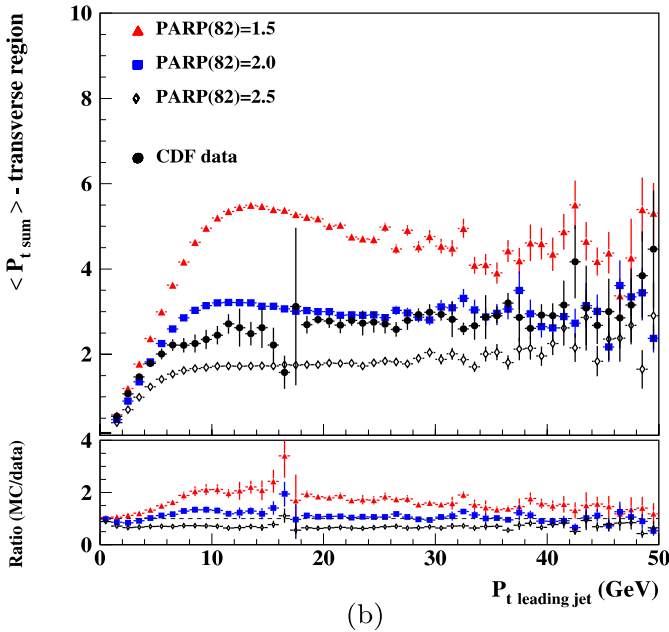 10
8
6
4
2
PARP(82)=1.5
PARP(82)=2.0
PARP(82)=2.5
CDF data
< P t sum > - transverse region
4
2
0
Ratio (MC/data)
0 10 20 30 40 50
P t leading jet (GeV)
(b)